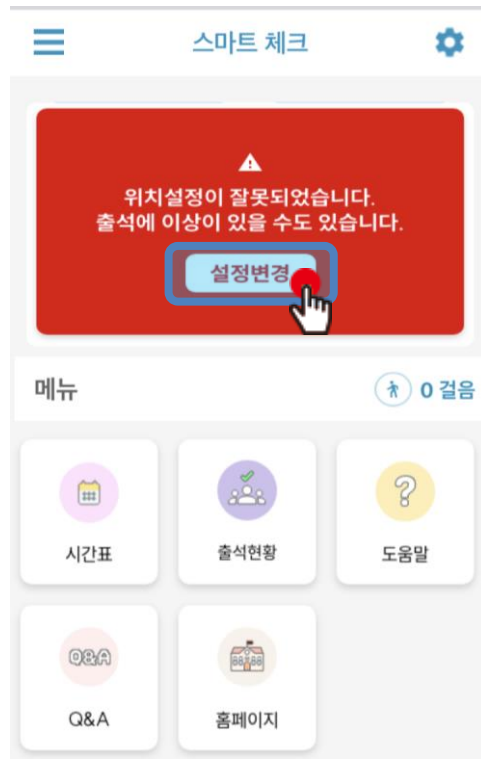 스마트 체크
위치설정이 잘못되었습니다.
출석에 이상이 있을 수도 있습니다.
설정변경
메뉴
0 걸음
시간표
출석현황
도움말
Q&A
Q&A
홈페이지